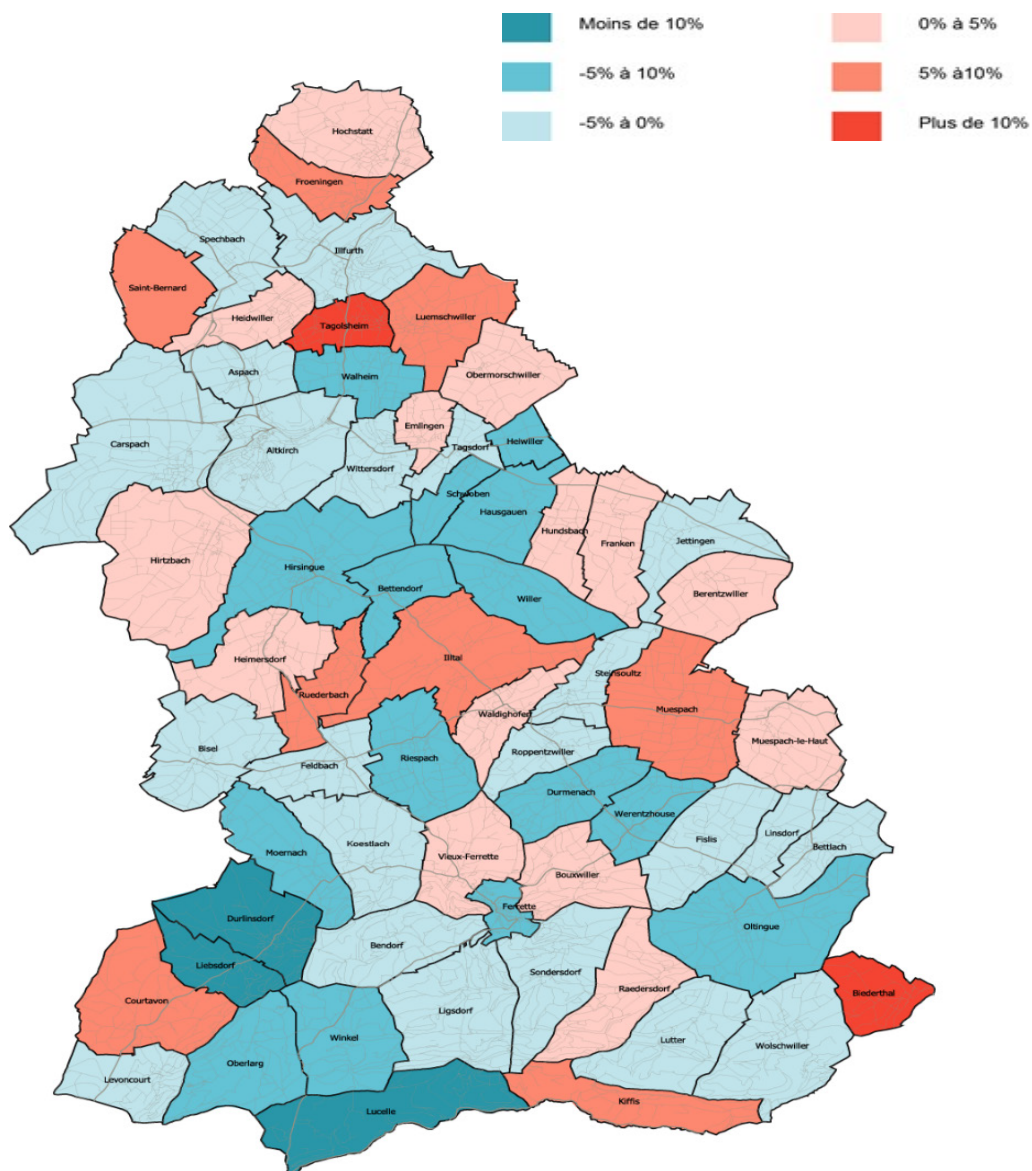 Moins de 10%
0% à 5%
-5% à 10%
5% à10%
-5% à 0%
Plus de 10%
Hochstatt
Froeningen
Spechbach
Illfurth
Saint-Bernard
Heidwiller
Tagolsheim
Luemschwiller
Aspach
Walheim
Obermorschwiller
Emlingen
Carspach
Altkirch
Wittersdorf
Tagsdorf
Heiwiller
Schwoben
Hausgauen
Hundsbach
Franken
Jettingen
Hirtzbach
Hirsingue
Bettendorf
Willer
Berentzwiller
Heimersdorf
Illtal
Ruederbach
Steinsoultz
Waldighofen
Muespach
Muespach-le-Haut
Bisel
Feldbach
Riespach
Roppentzwiller
Durmenach
Werentzhouse
Moernach
Koestlach
Vieux-Ferrette
Bouxwiller
Fislis
Linsdorf
Bettlach
Ferrette
Durlinsdorf
Bendorf
Oltingue
Liebsdorf
Sondersdorf
Raedersdorf
Biederthal
Courtavon
Ligsdorf
Winkel
Lutter
Wolschwiller
Oberlarg
Levoncourt
Lucelle
Kiffis